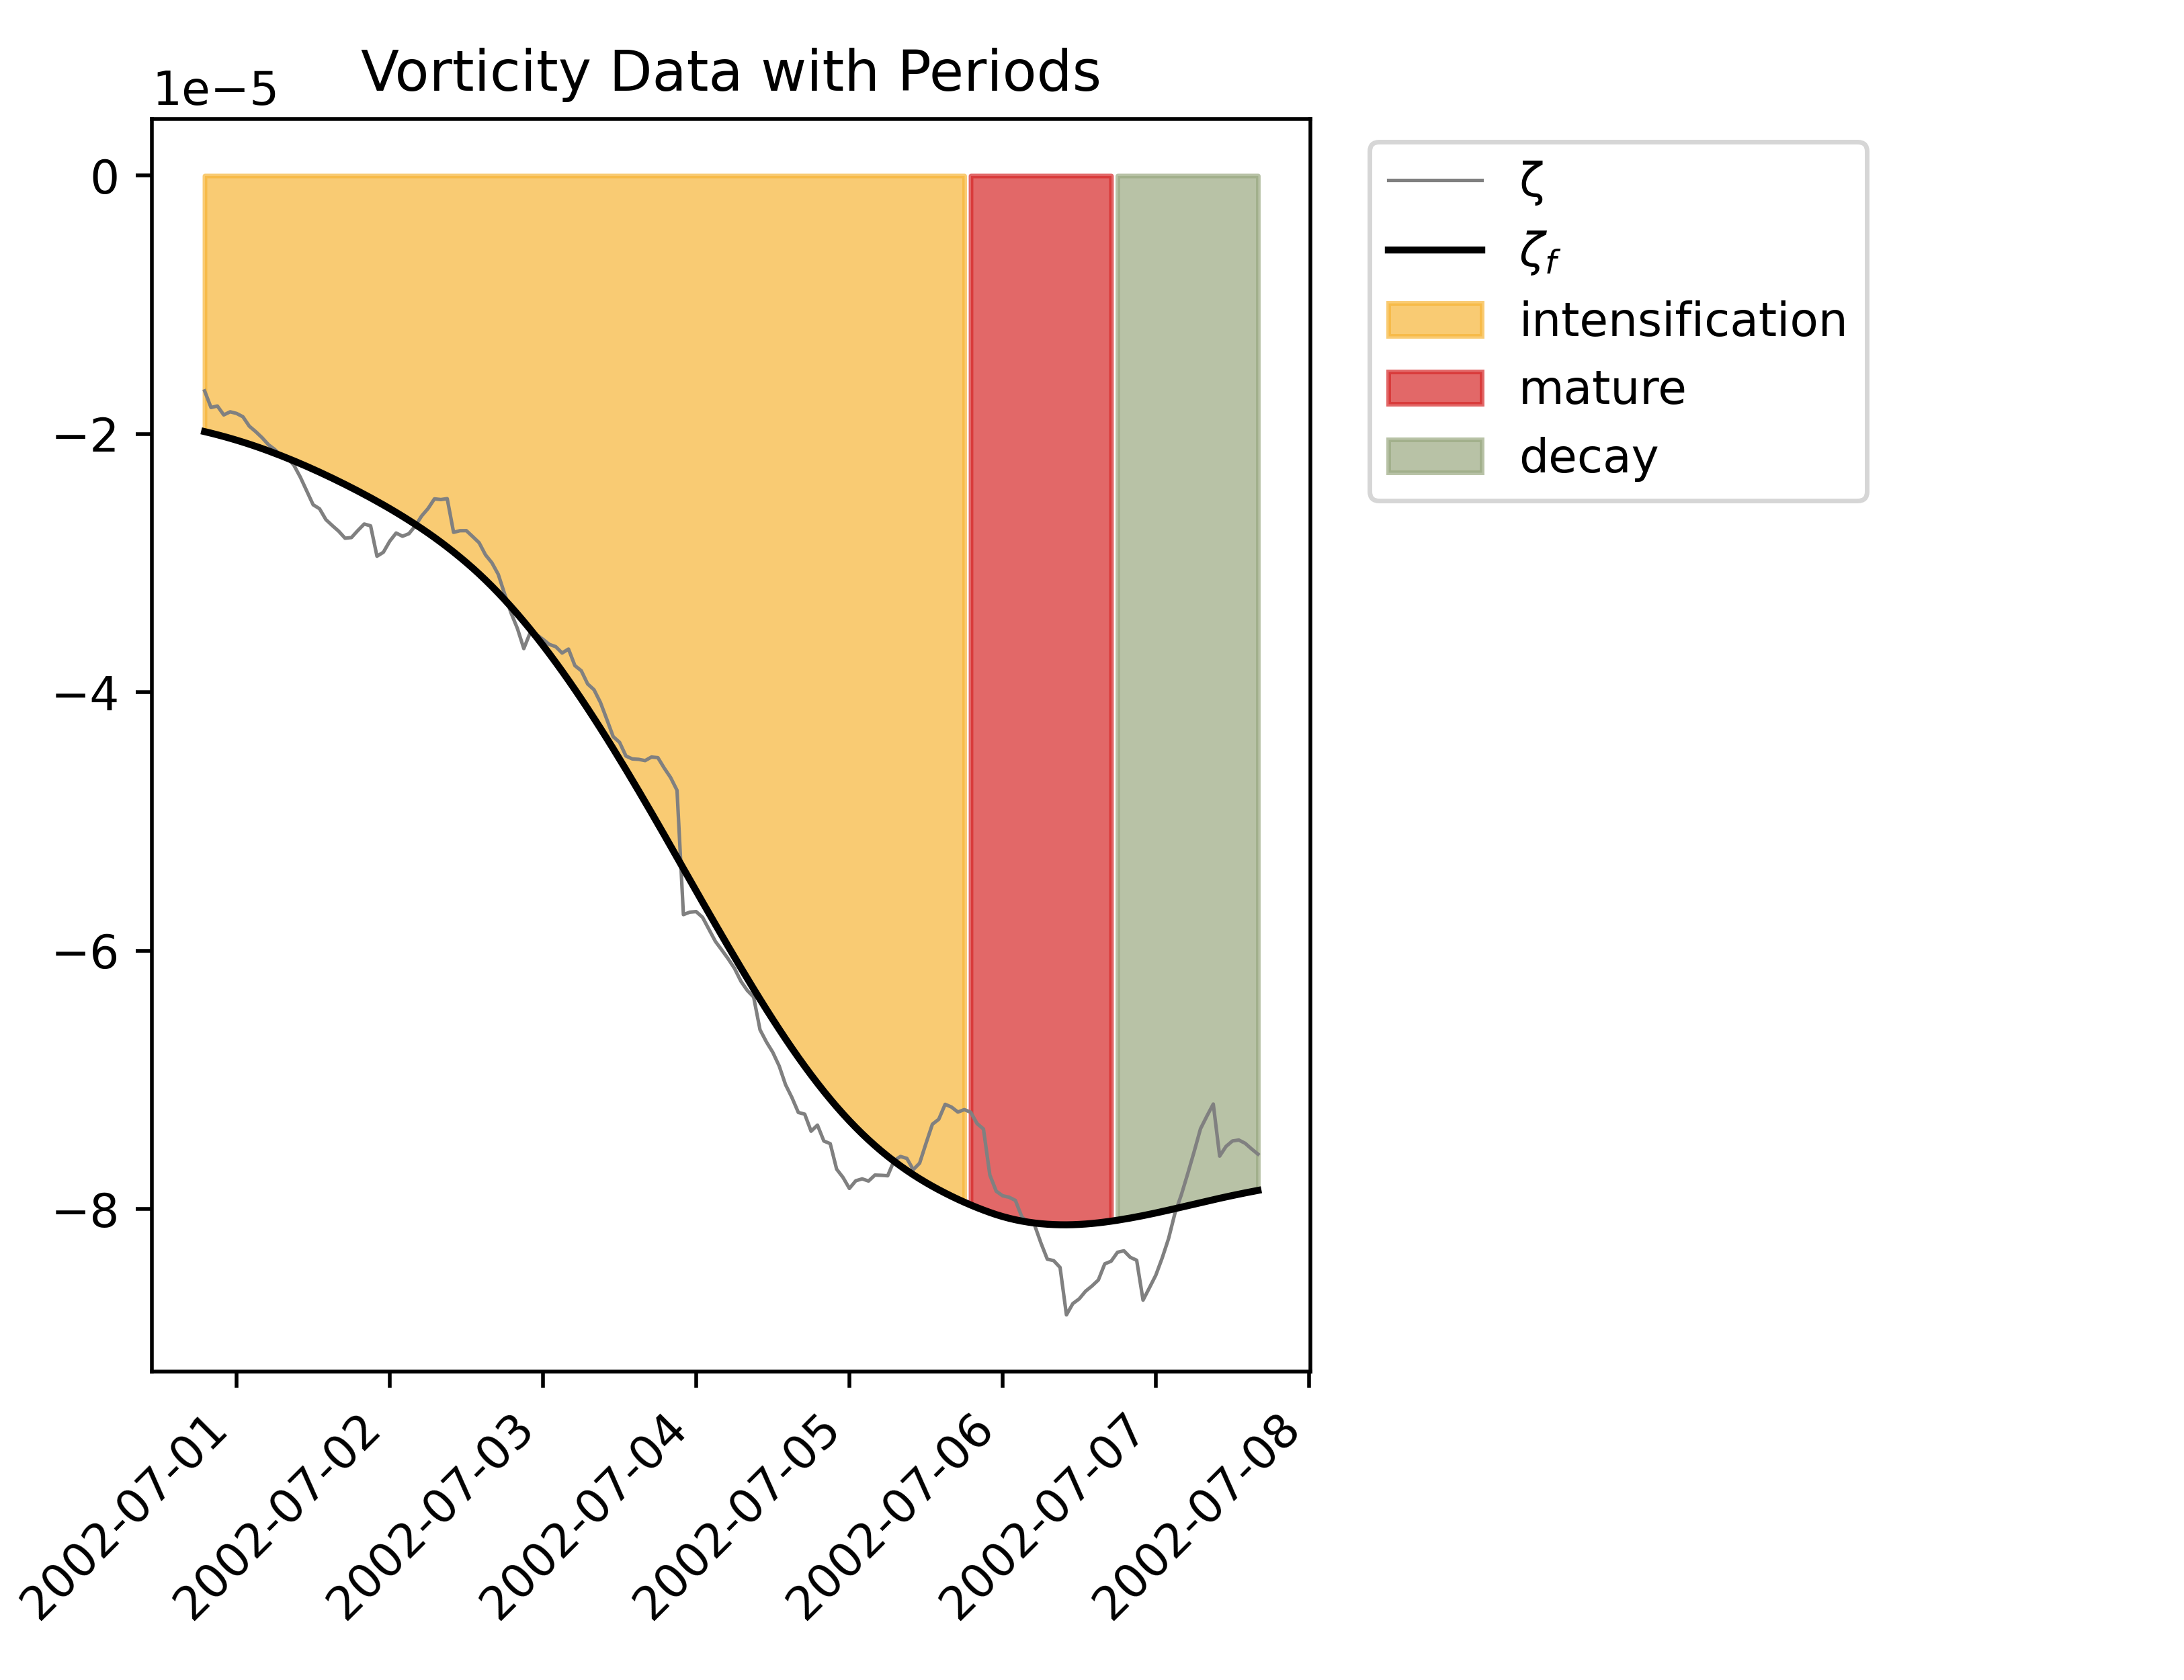 Vorticity Data with Periods
1e−5
0
−2
−4
−6
−8
2002-07-01
2002-07-02
2002-07-03
2002-07-04
2002-07-05
2002-07-06
2002-07-07
2002-07-08
ζ
ζf
intensification
mature
decay